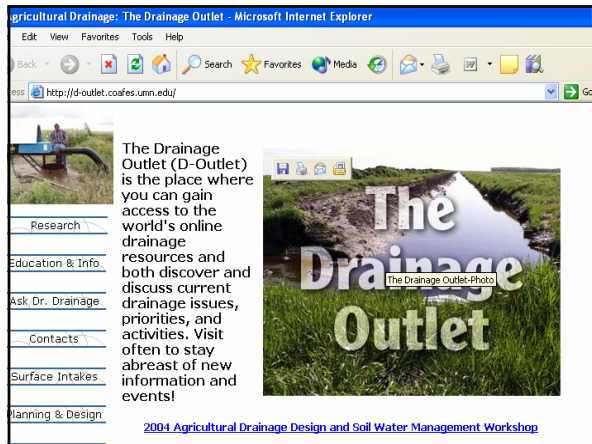 Agricultural Drainage: The Drainage Outlet - Microsoft Internet Explorer
Edit View Favorites Tools Help
Back Search Favorites Media
http://d-outlet.coafes.umn.edu/ Go
The Drainage
Outlet (D-Outlet)
is the place where
you can gain
access to the
world's online
drainage
resources and
both discover and
discuss current
drainage issues,
priorities, and
activities. Visit
often to stay
abreast of new
information and
events!
The
Drainage
Outlet
The Drainage Outlet-Photo
Research
Education & Info
Ask Dr. Drainage
Contacts
Surface Intakes
Planning & Design
2004 Agricultural Drainage Design and Soil Water Management Workshop